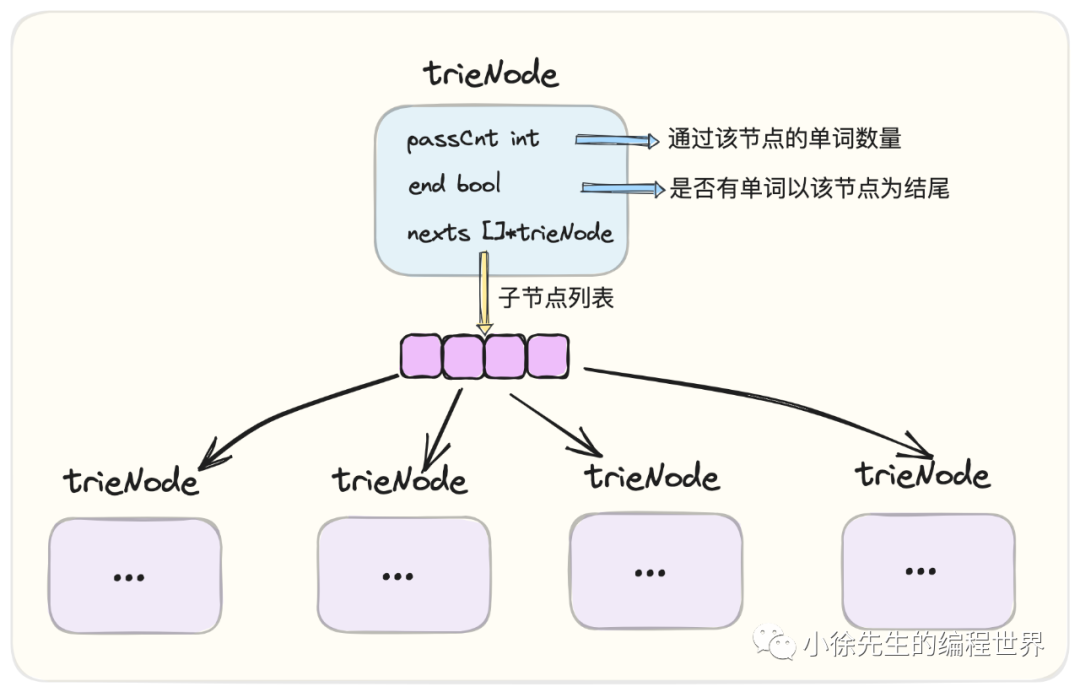 trieNode
passCnt int
通过该节点的单词数量
end bool
是否有单词以该节点为结尾
nexts []*trieNode
子节点列表
trieNode
trieNode
trieNode
trieNode
...
...
...
...
小徐先生的编程世界